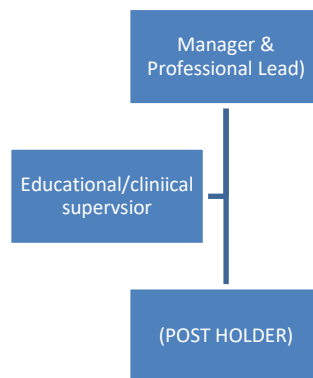 Manager &
Professional Lead)
Educational/cliniical
supervsior
(POST HOLDER)